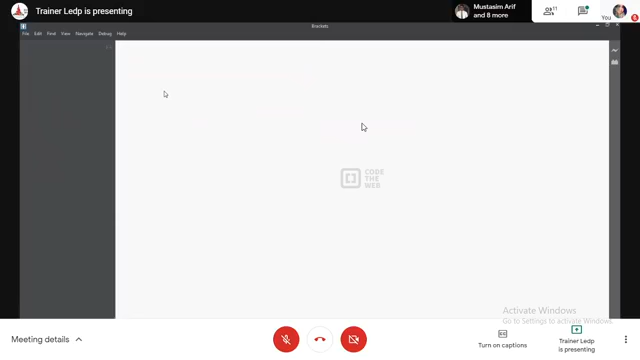 Trainer Ledp is presenting
Mustasim Arif
and 8 more
11
You
Brackets
File Edit Find View Navigate Debug Help
CODE
THE
WEB
Activate Windows
Go to Settings to activate Windows.
Meeting details
Turn on captions
Trainer Ledp
is presenting